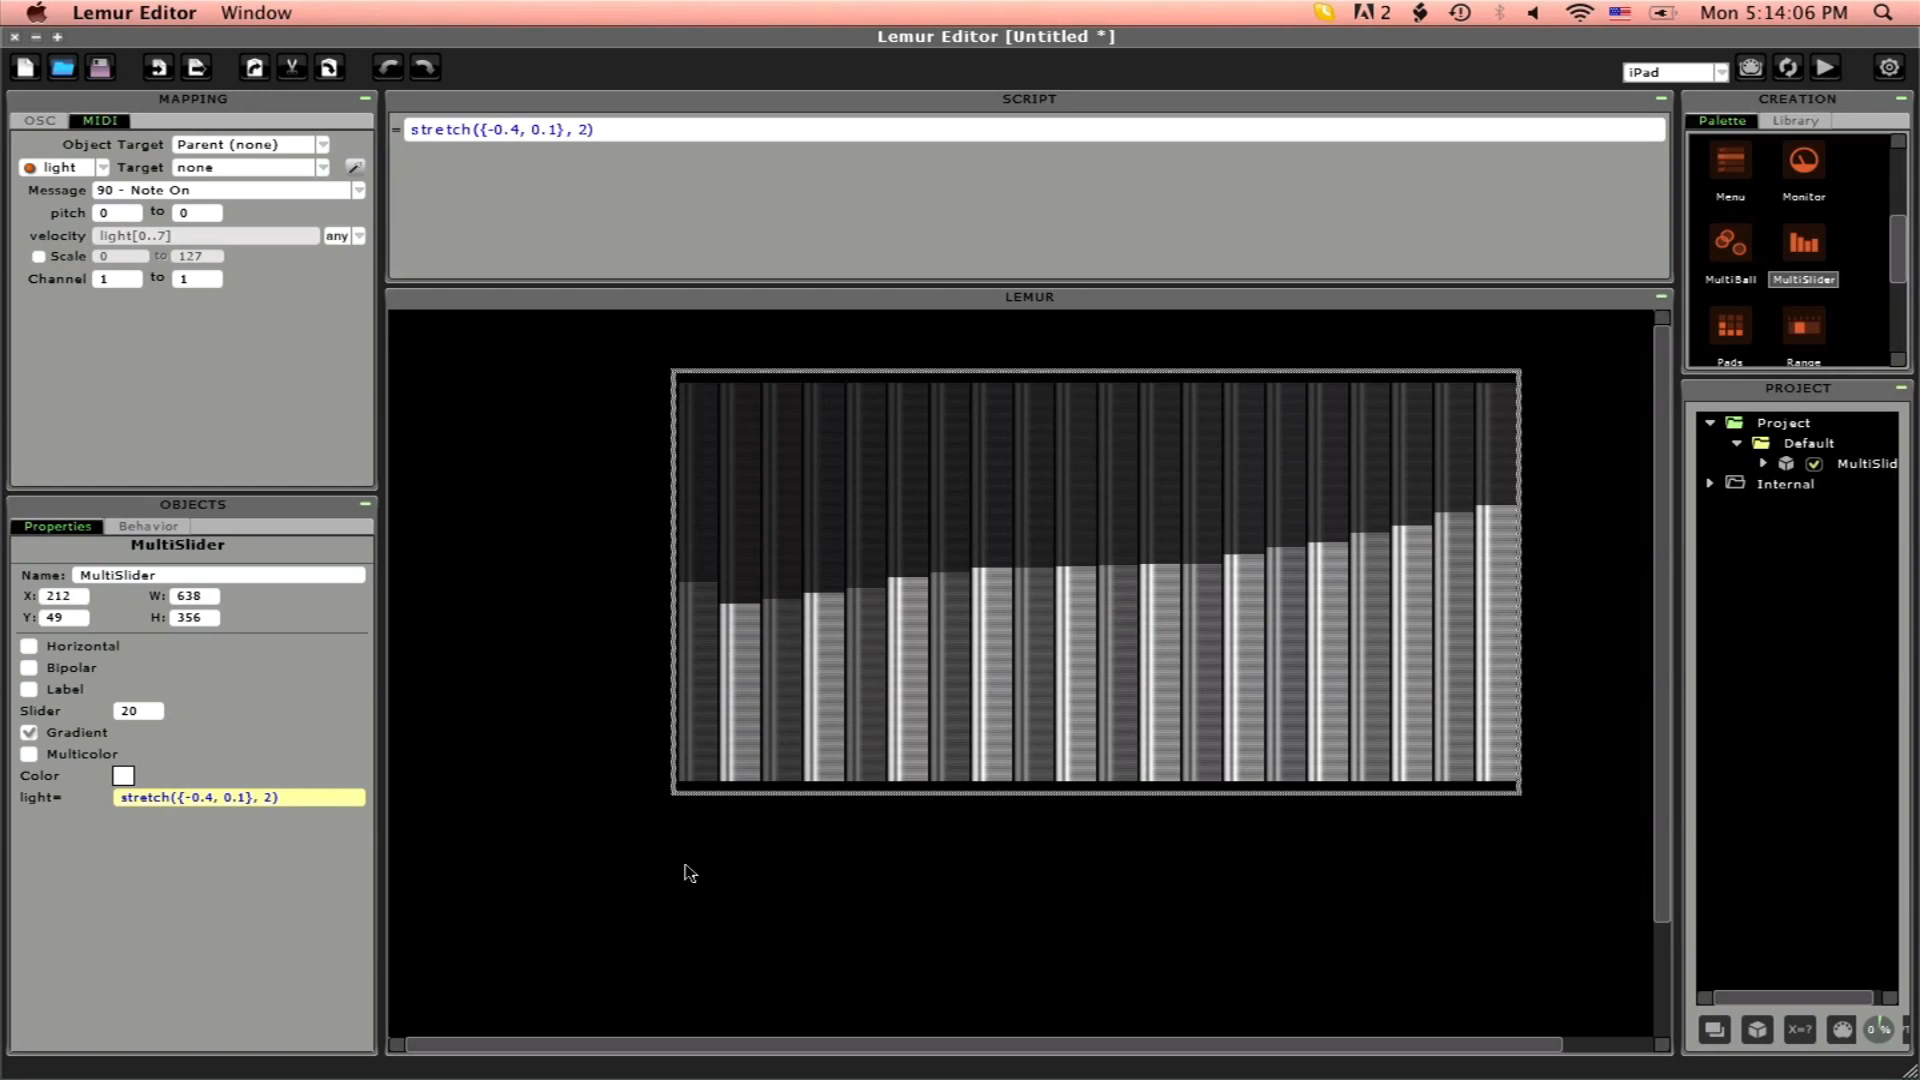 Lemur Editor Window
2 Mon 5:14:06 PM
Lemur Editor [Untitled *]
iPad
MAPPING
OSC MIDI
Object Target Parent (none)
light Target none
Message 90 - Note On
pitch 0 to 0
velocity light[0..7] any
Scale 0 to 127
Channel 1 to 1
SCRIPT
= stretch({-0.4, 0.1}, 2)
LEMUR
CREATION
Palette Library
Menu Monitor
MultiBall MultiSlider
Pads Range
PROJECT
Project
Default
MultiSlid
Internal
X=?
0 %
OBJECTS
Properties Behavior
MultiSlider
Name: MultiSlider
X: 212 W: 638
Y: 49 H: 356
Horizontal
Bipolar
Label
Slider 20
Gradient
Multicolor
Color
light= stretch({-0.4, 0.1}, 2)